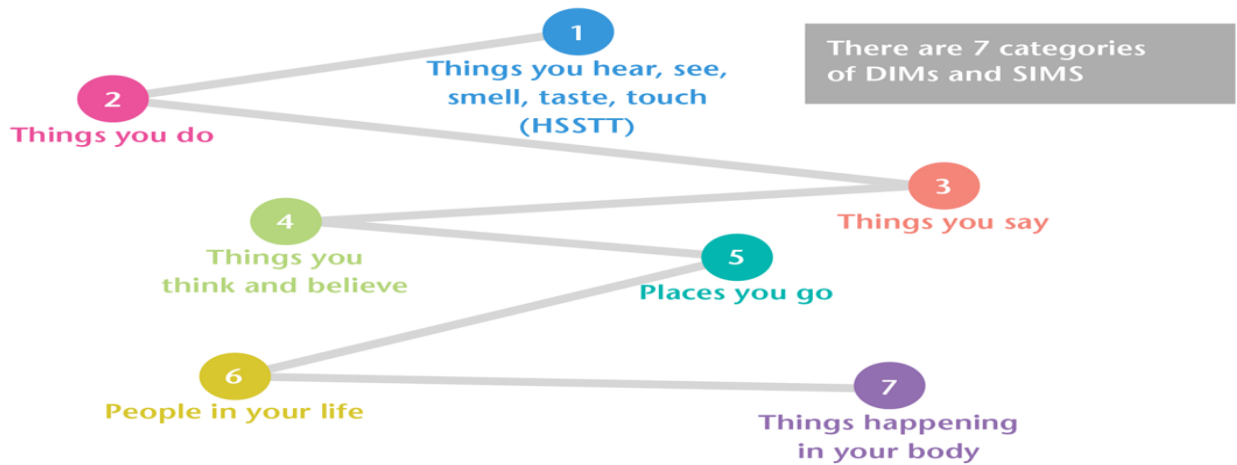 1
Things you hear, see,
smell, taste, touch
(HSSTT)
There are 7 categories
of DIMs and SIMS
2
Things you do
3
Things you say
4
Things you
think and believe
5
Places you go
6
People in your life
7
Things happening
in your body